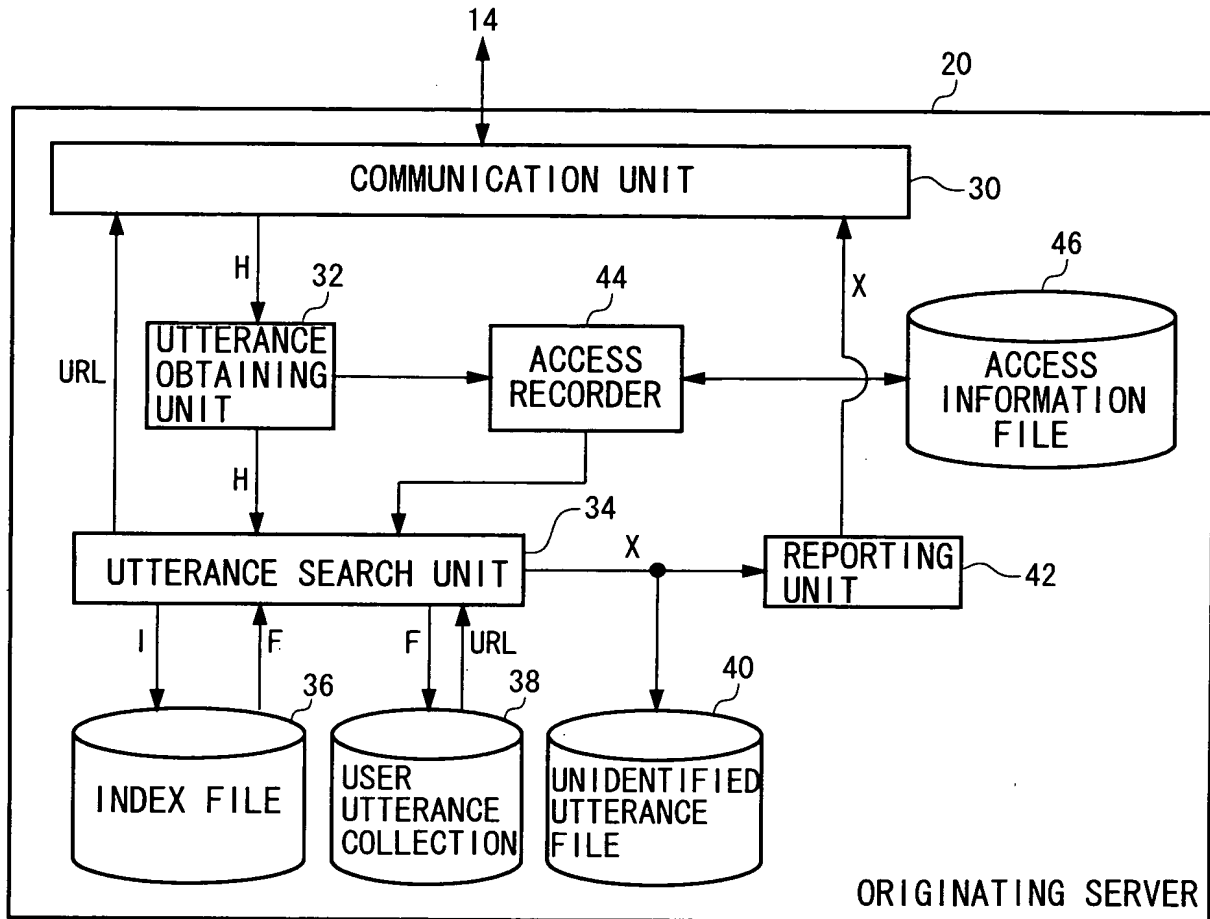 14
20
COMMUNICATION UNIT
30
H
32
44
X
46
URL
UTTERANCE
OBTAINING
UNIT
ACCESS
RECORDER
ACCESS
INFORMATION
FILE
H
34
UTTERANCE SEARCH UNIT
X
REPORTING
UNIT
42
I
F
F
URL
36
38
40
INDEX FILE
USER
UTTERANCE
COLLECTION
UNIDENTIFIED
UTTERANCE
FILE
ORIGINATING SERVER